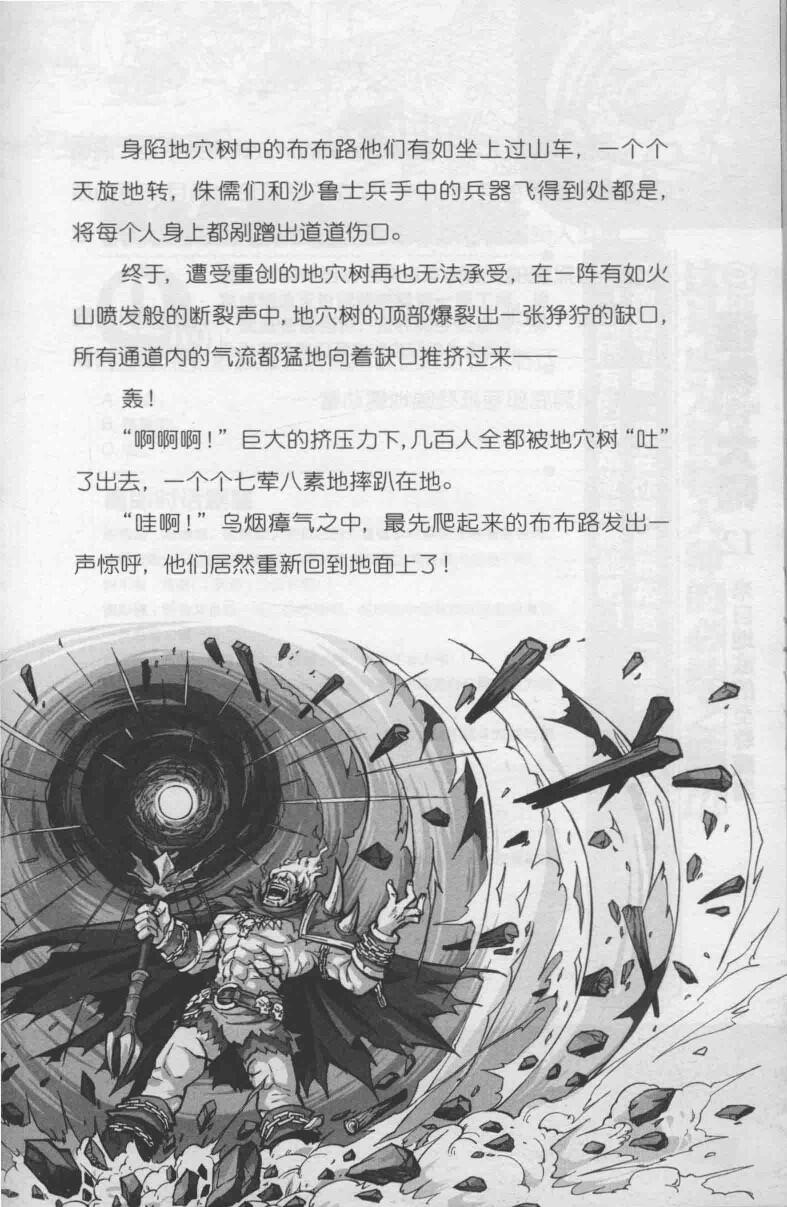 身陷地穴树中的布布路他们有如坐上过山车，一个个
天旋地转，侏儒们和沙鲁士兵手中的兵器飞得到处都是，
将每个人身上都剐蹭出道道伤口。
终于，遭受重创的地穴树再也无法承受，在一阵有如火
山喷发般的断裂声中，地穴树的顶部爆裂出一张狰狞的缺口，
所有通道内的气流都猛地向着缺口推挤过来——
轰！
“啊啊啊！”巨大的挤压力下，几百人全都被地穴树“吐”
了出去，一个个七荤八素地摔趴在地。
“哇啊！”乌烟瘴气之中，最先爬起来的布布路发出一
声惊呼，他们居然重新回到地面上了！